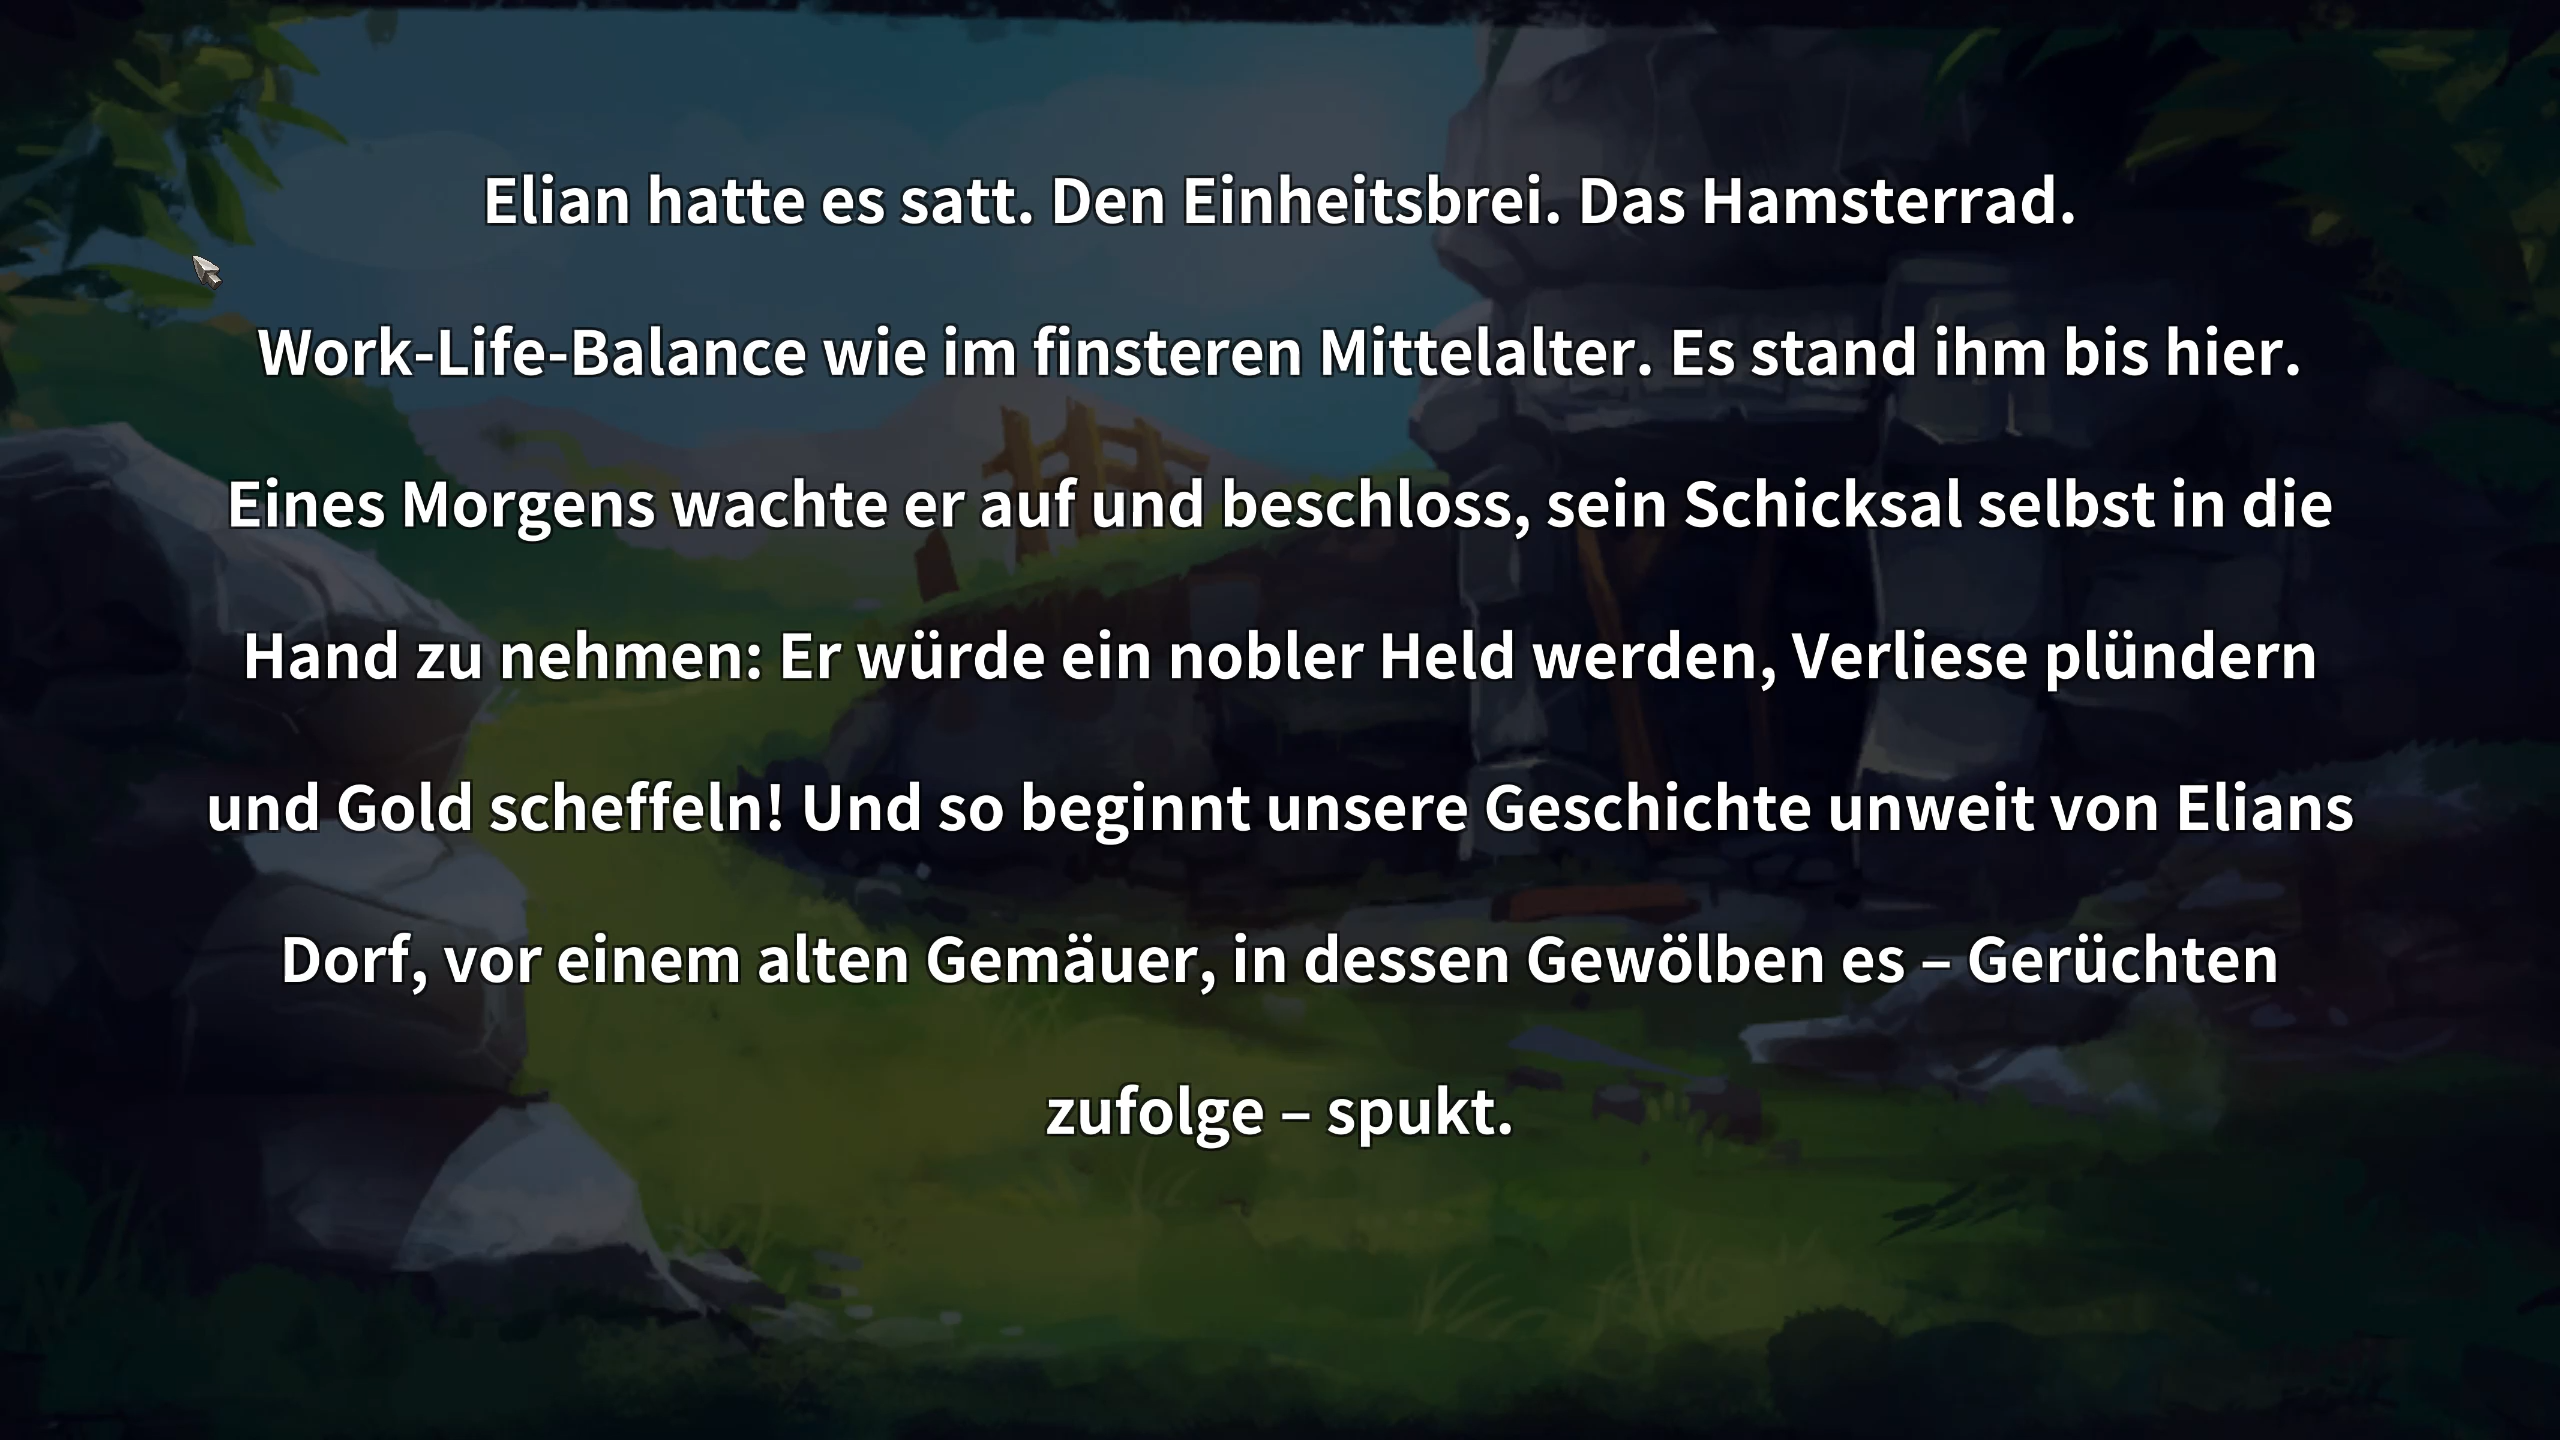 Elian hatte es satt. Den Einheitsbrei. Das Hamsterrad.
Work-Life-Balance wie im finsteren Mittelalter. Es stand ihm bis hier.
Eines Morgens wachte er auf und beschloss, sein Schicksal selbst in die
Hand zu nehmen: Er würde ein nobler Held werden, Verliese plündern
und Gold scheffeln! Und so beginnt unsere Geschichte unweit von Elians
Dorf, vor einem alten Gemäuer, in dessen Gewölben es – Gerüchten
zufolge – spukt.